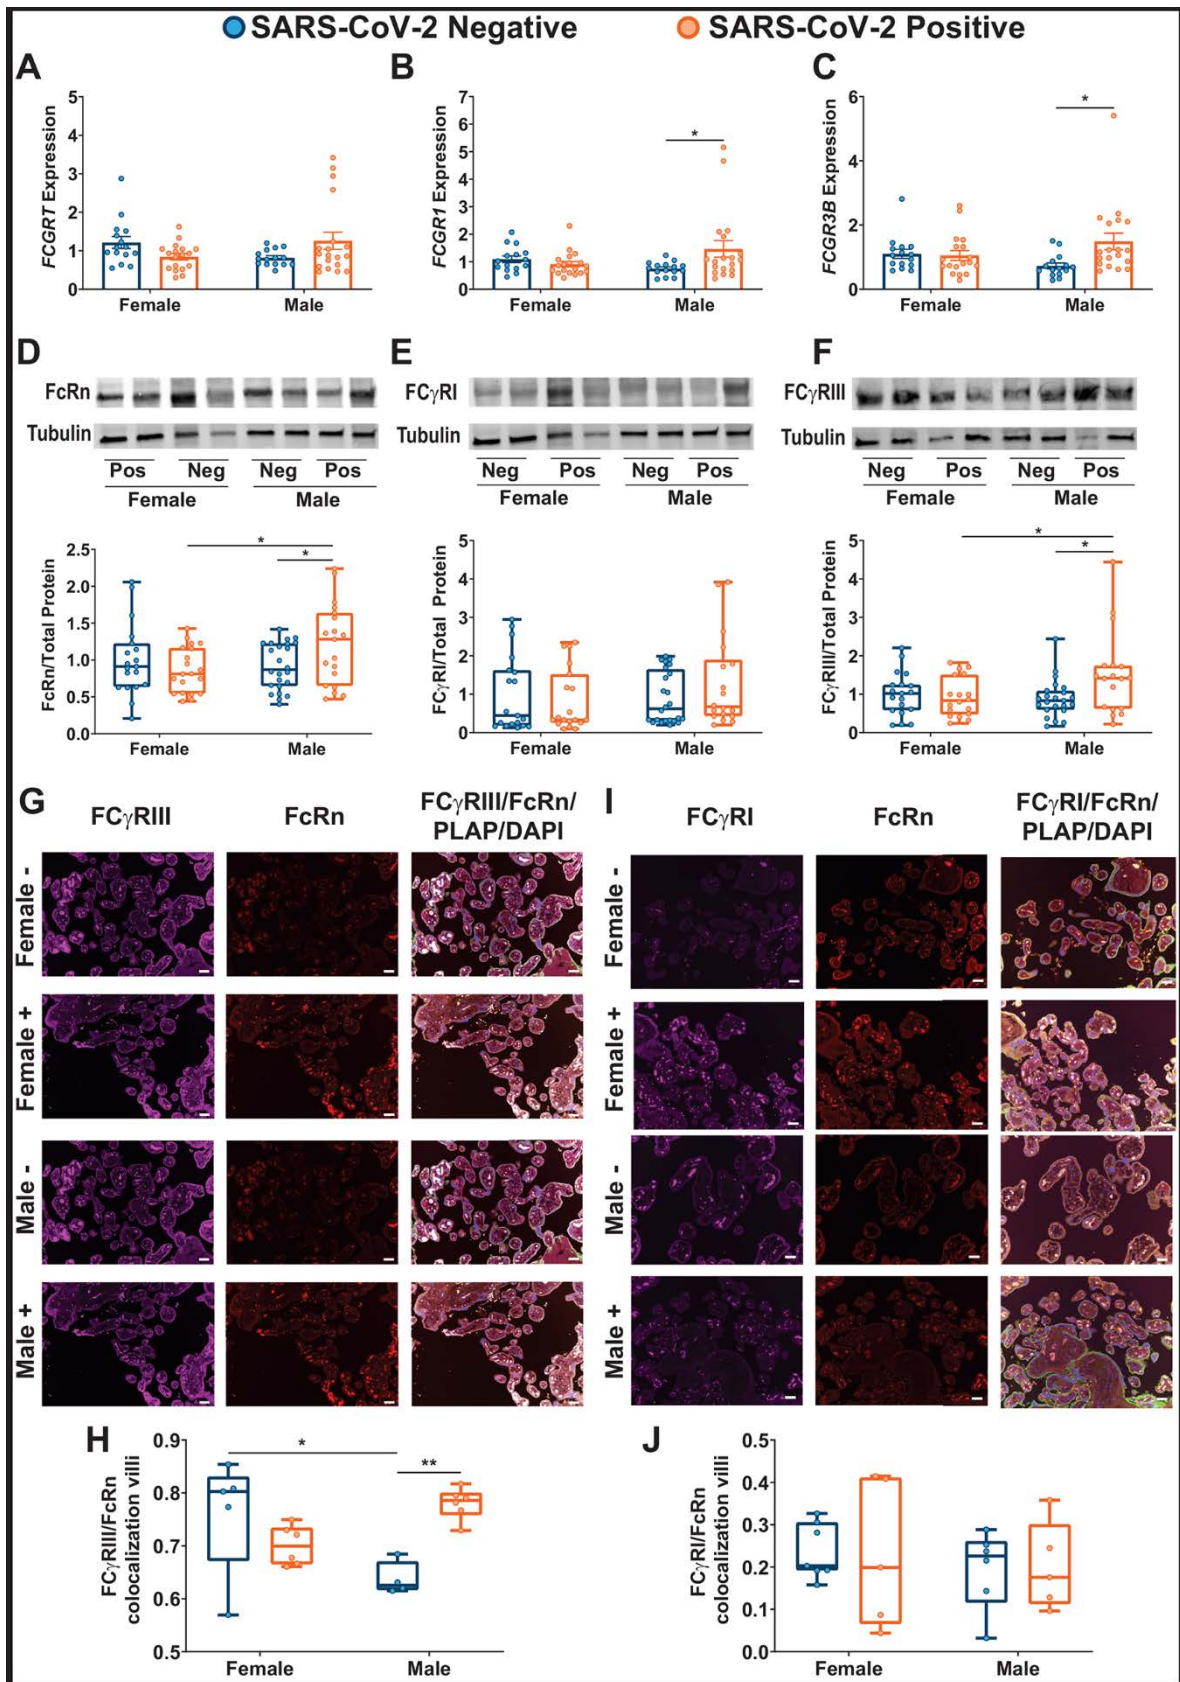 SARS-CoV-2 Negative
SARS-CoV-2 Positive
A
FCGRT Expression
5
4
3
2
1
0
Female
Male
B
FCGR1 Expression
7
6
5
4
3
2
1
0
*
Female
Male
C
FCGR3B Expression
6
4
2
0
*
Female
Male
D
FcRn
Tubulin
Pos
Neg
Neg
Pos
Female
Male
E
FCγRI
Tubulin
Neg
Pos
Neg
Pos
Female
Male
F
FCγRIII
Tubulin
Neg
Pos
Neg
Pos
Female
Male
FcRn/Total Protein
2.5
2.0
1.5
1.0
0.5
0.0
*
*
Female
Male
FCγRI/Total Protein
5
4
3
2
1
0
Female
Male
FCγRIII/Total Protein
5
4
3
2
1
0
*
*
Female
Male
G
FCγRIII
FcRn
FCγRIII/FcRn/
PLAP/DAPI
Female -
Female +
Male -
Male +
I
FCγRI
FcRn
FCγRI/FcRn/
PLAP/DAPI
Female -
Female +
Male -
Male +
H
FCγRIII/FcRn
colocalization villi
0.9
0.8
0.7
0.6
0.5
*
**
Female
Male
J
FCγRI/FcRn
colocalization villi
0.5
0.4
0.3
0.2
0.1
0.0
Female
Male